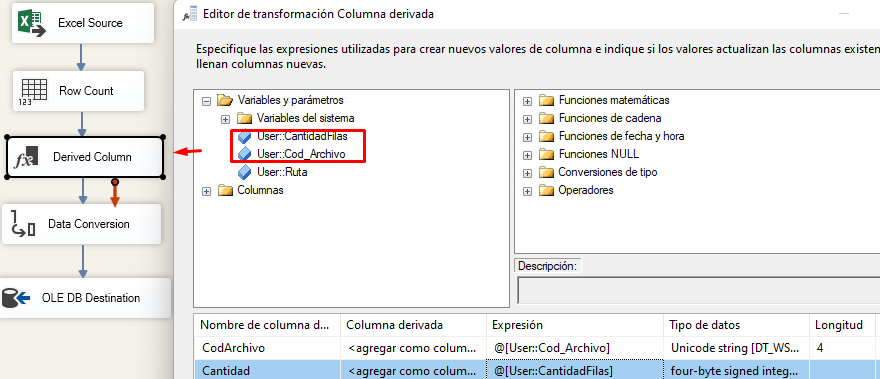 Excel Source
Row Count
123
Derived Column
Data Conversion
OLE DB Destination
Editor de transformación Columna derivada
Especifique las expresiones utilizadas para crear nuevos valores de columna e indique si los valores actualizan las columnas existen
llenan columnas nuevas.
Variables y parámetros
Variables del sistema
User::CantidadFilas
User::Cod_Archivo
User::Ruta
Columnas
Funciones matemáticas
Funciones de cadena
Funciones de fecha y hora
Funciones NULL
Conversiones de tipo
Operadores
Descripción:
Nombre de columna d... Columna derivada Expresión Tipo de datos Longitud
CodArchivo <agregar como colum... @[User::Cod_Archivo] Unicode string [DT_WS... 4
Cantidad <agregar como colum... @[User::CantidadFilas] four-byte signed integ...